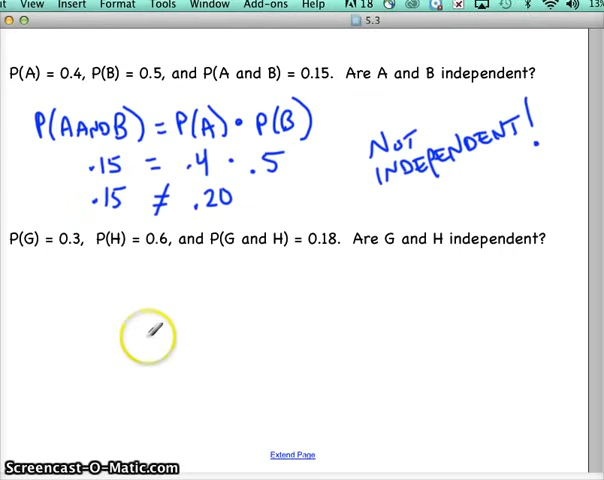 View Insert Format Tools Window Add-ons Help 18 13%
5.3
P(A) = 0.4, P(B) = 0.5, and P(A and B) = 0.15. Are A and B independent?
P(A AND B) = P(A) • P(B)
.15 = .4 • .5
.15 ≠ .20
NOT
INDEPENDENT!
P(G) = 0.3, P(H) = 0.6, and P(G and H) = 0.18. Are G and H independent?
Extend Page
Screencast-O-Matic.com